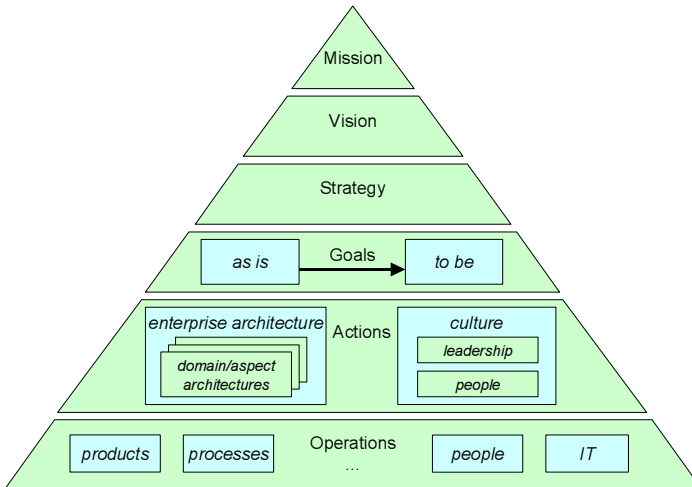 Mission
Vision
Strategy
Goals
as is
to be
enterprise architecture
Actions
culture
domain/aspect
architectures
leadership
people
Operations
products
processes
...
people
IT